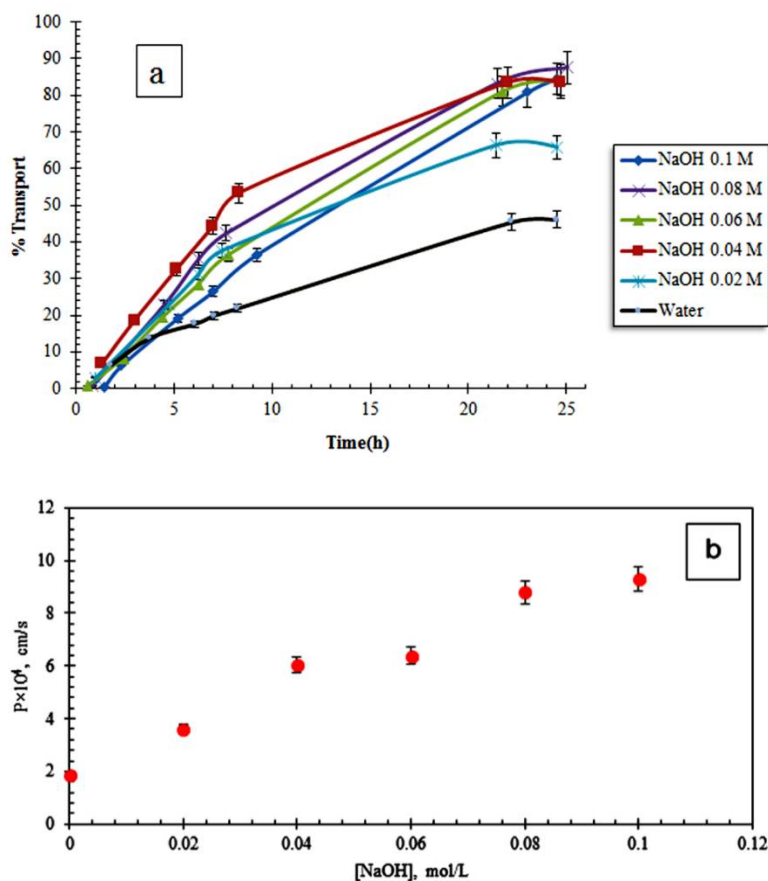 100
90
80
70
60
50
40
30
20
10
0
% Transport
a
0 5 10 15 20 25
Time(h)
NaOH 0.1 M
NaOH 0.08 M
NaOH 0.06 M
NaOH 0.04 M
NaOH 0.02 M
Water
12
10
8
6
4
2
0
P×10⁴, cm/s
b
0 0.02 0.04 0.06 0.08 0.1 0.12
[NaOH], mol/L